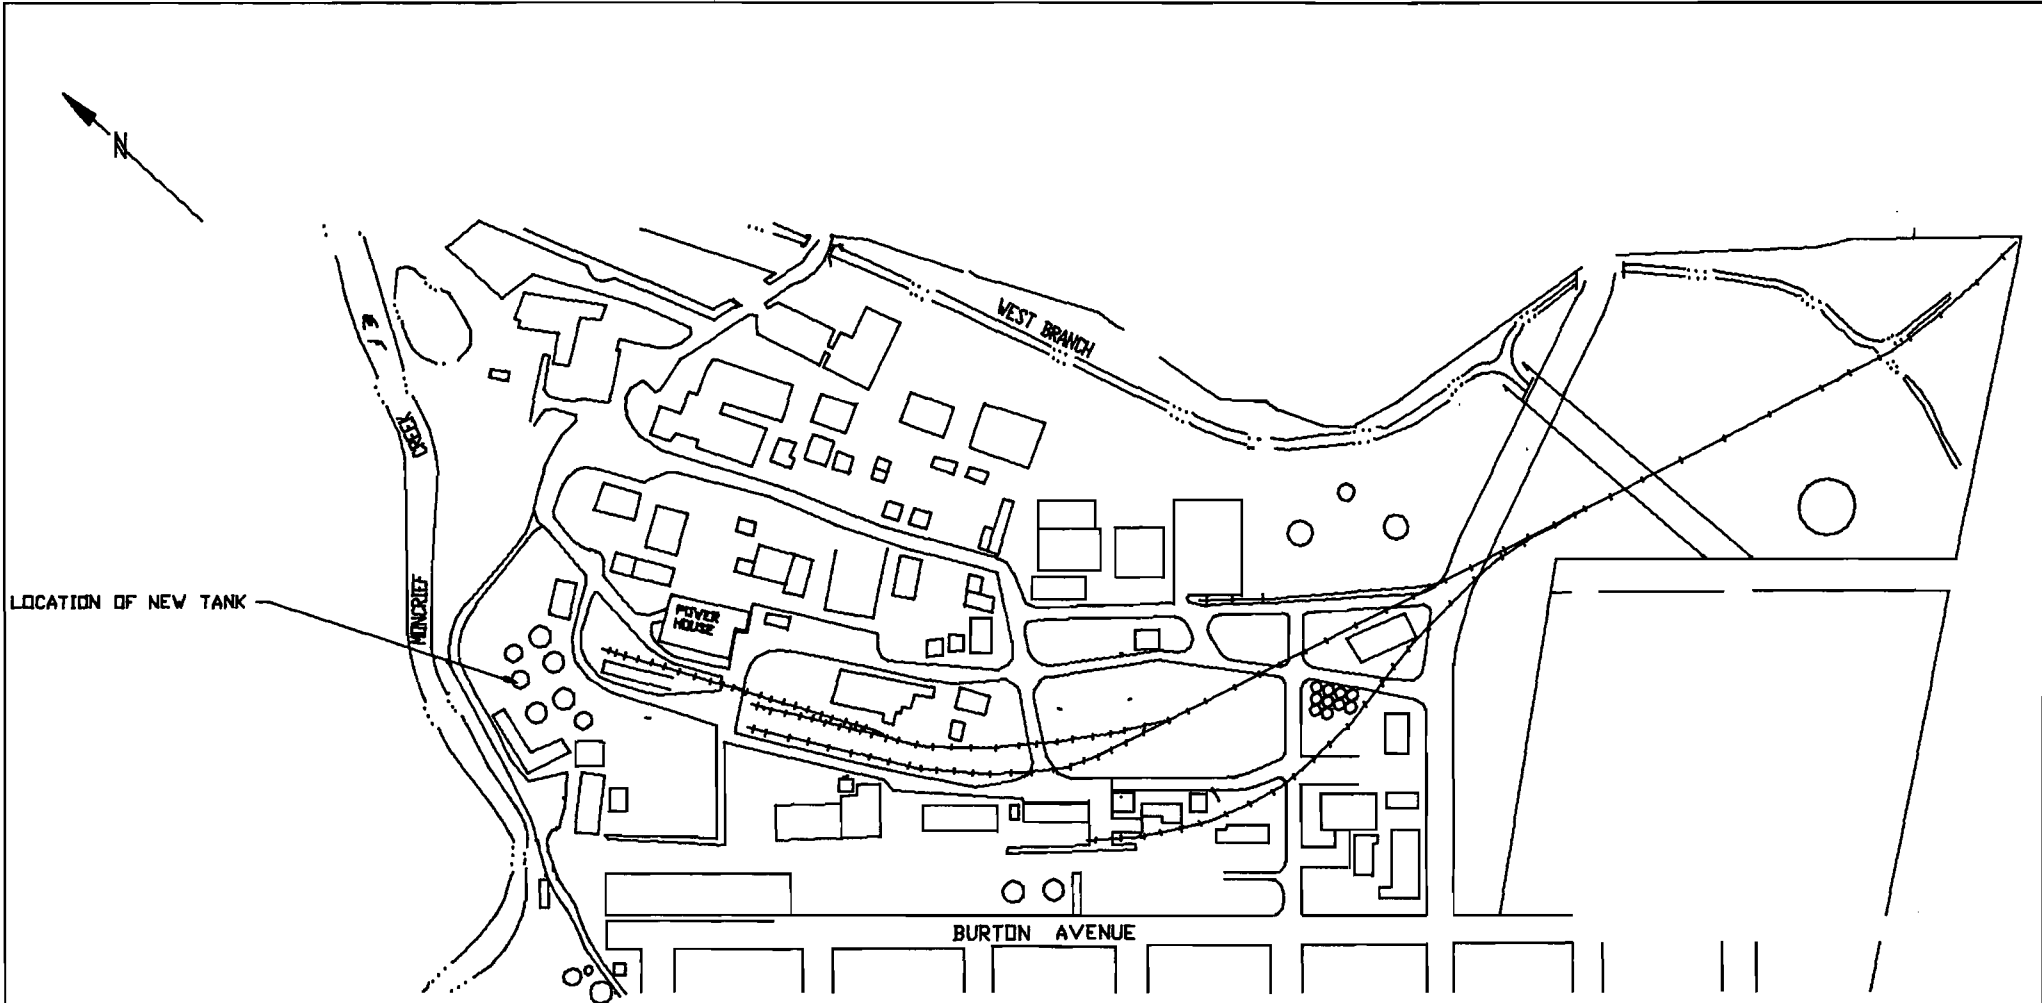 N
WEST BRANCH
CREEK
LOCATION OF NEW TANK
MONCRIEF
POWER
HOUSE
BURTON AVENUE